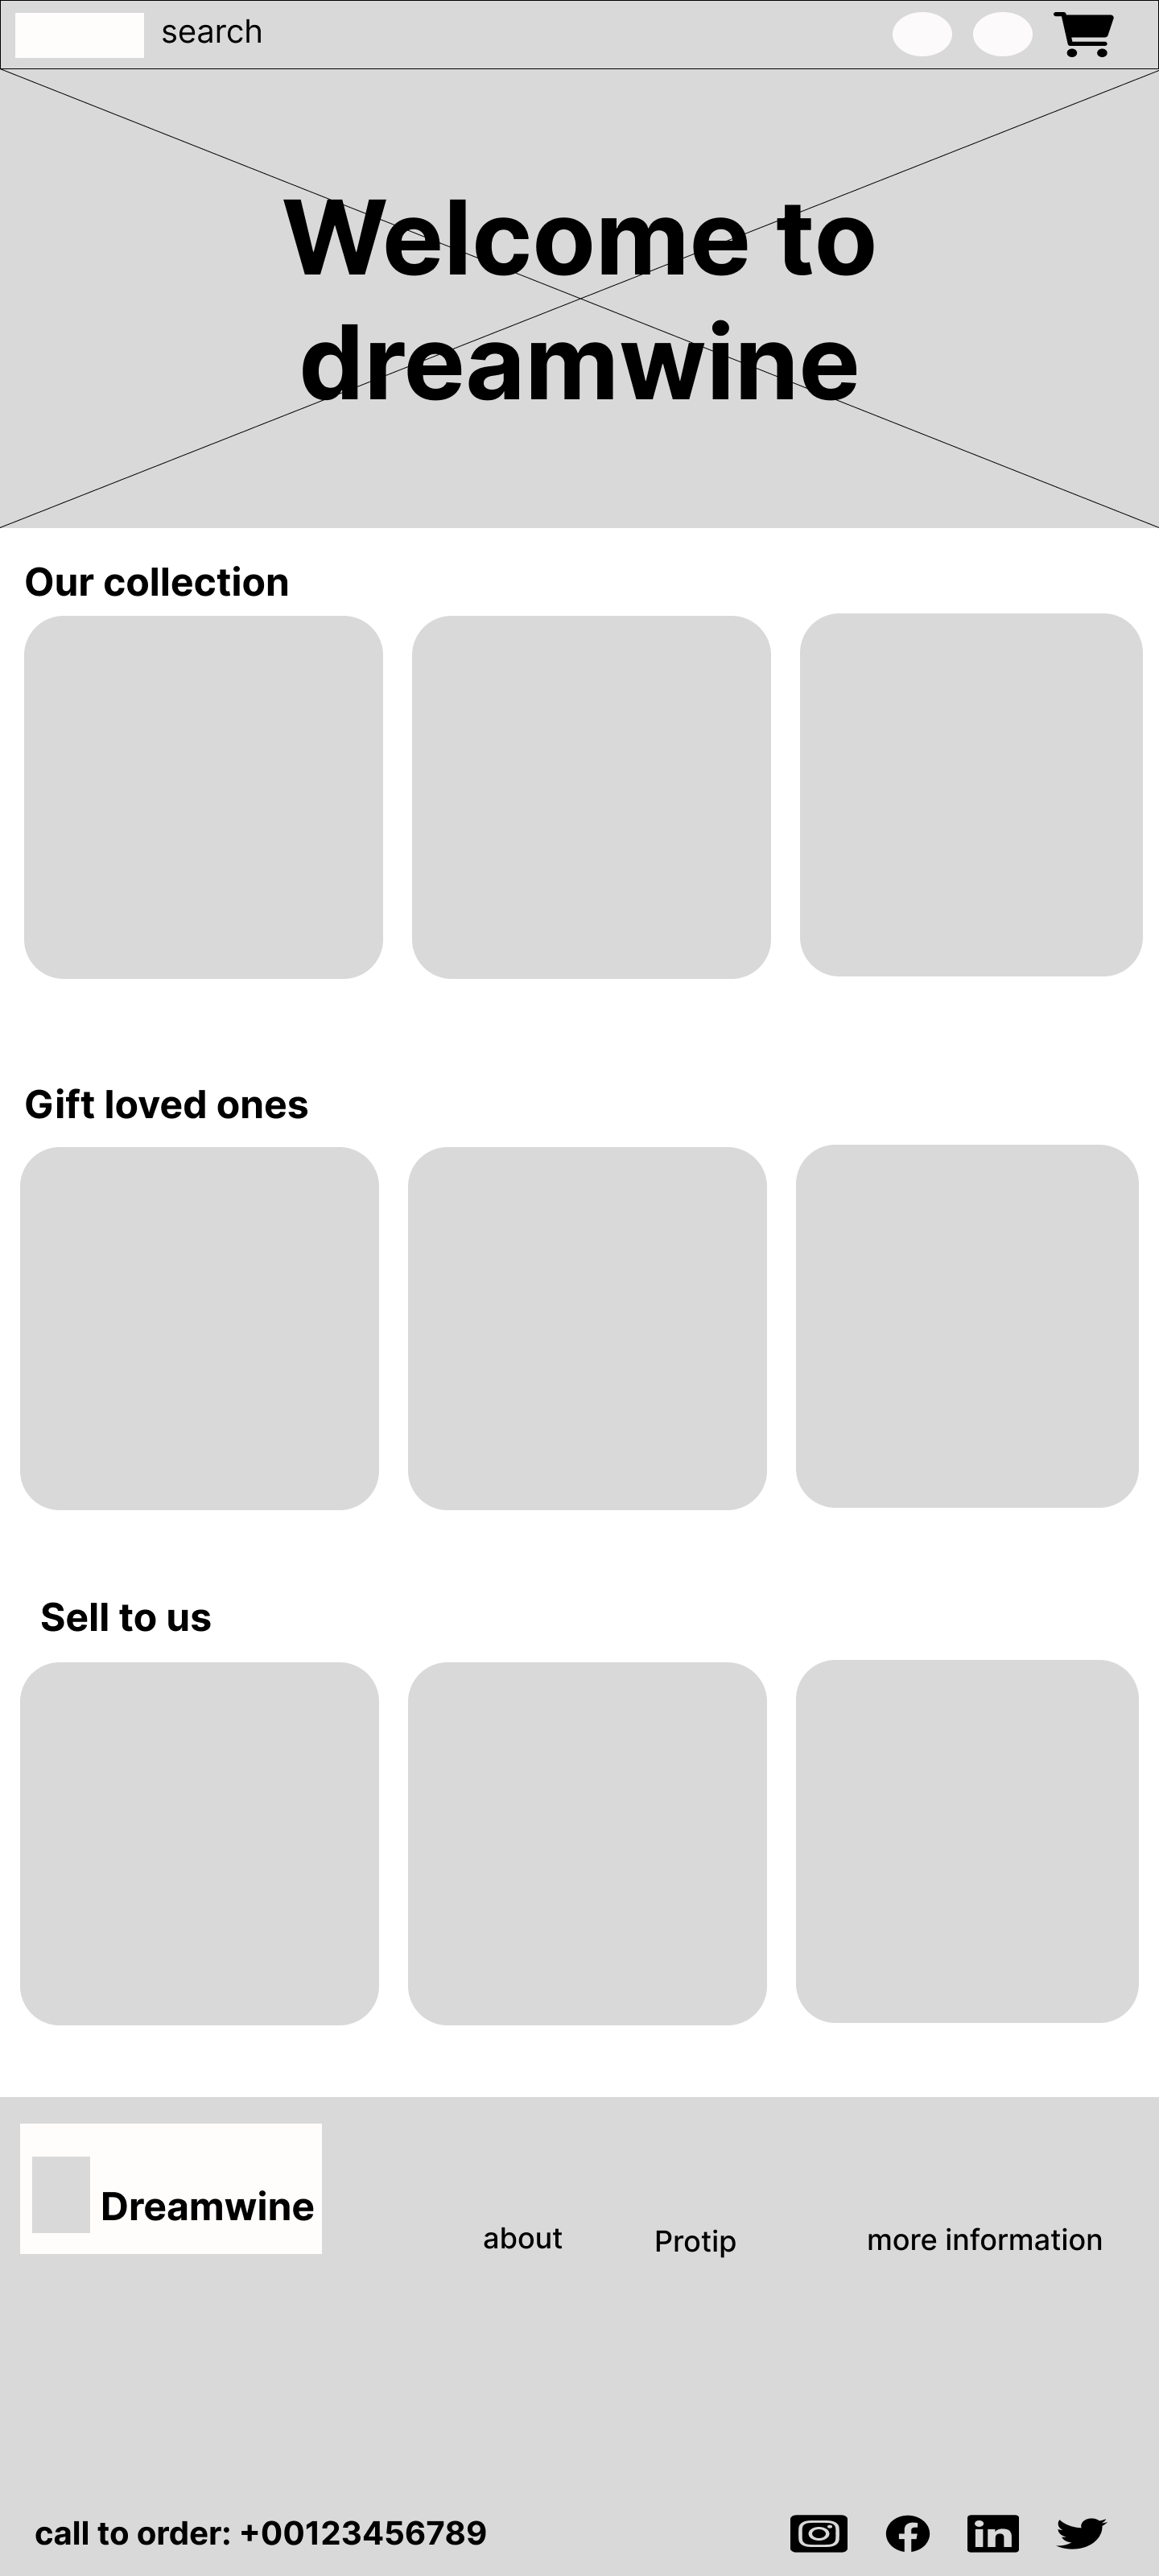 search
Welcome to
dreamwine
Our collection
Gift loved ones
Sell to us
Dreamwine
about
Protip
more information
call to order: +00123456789
in